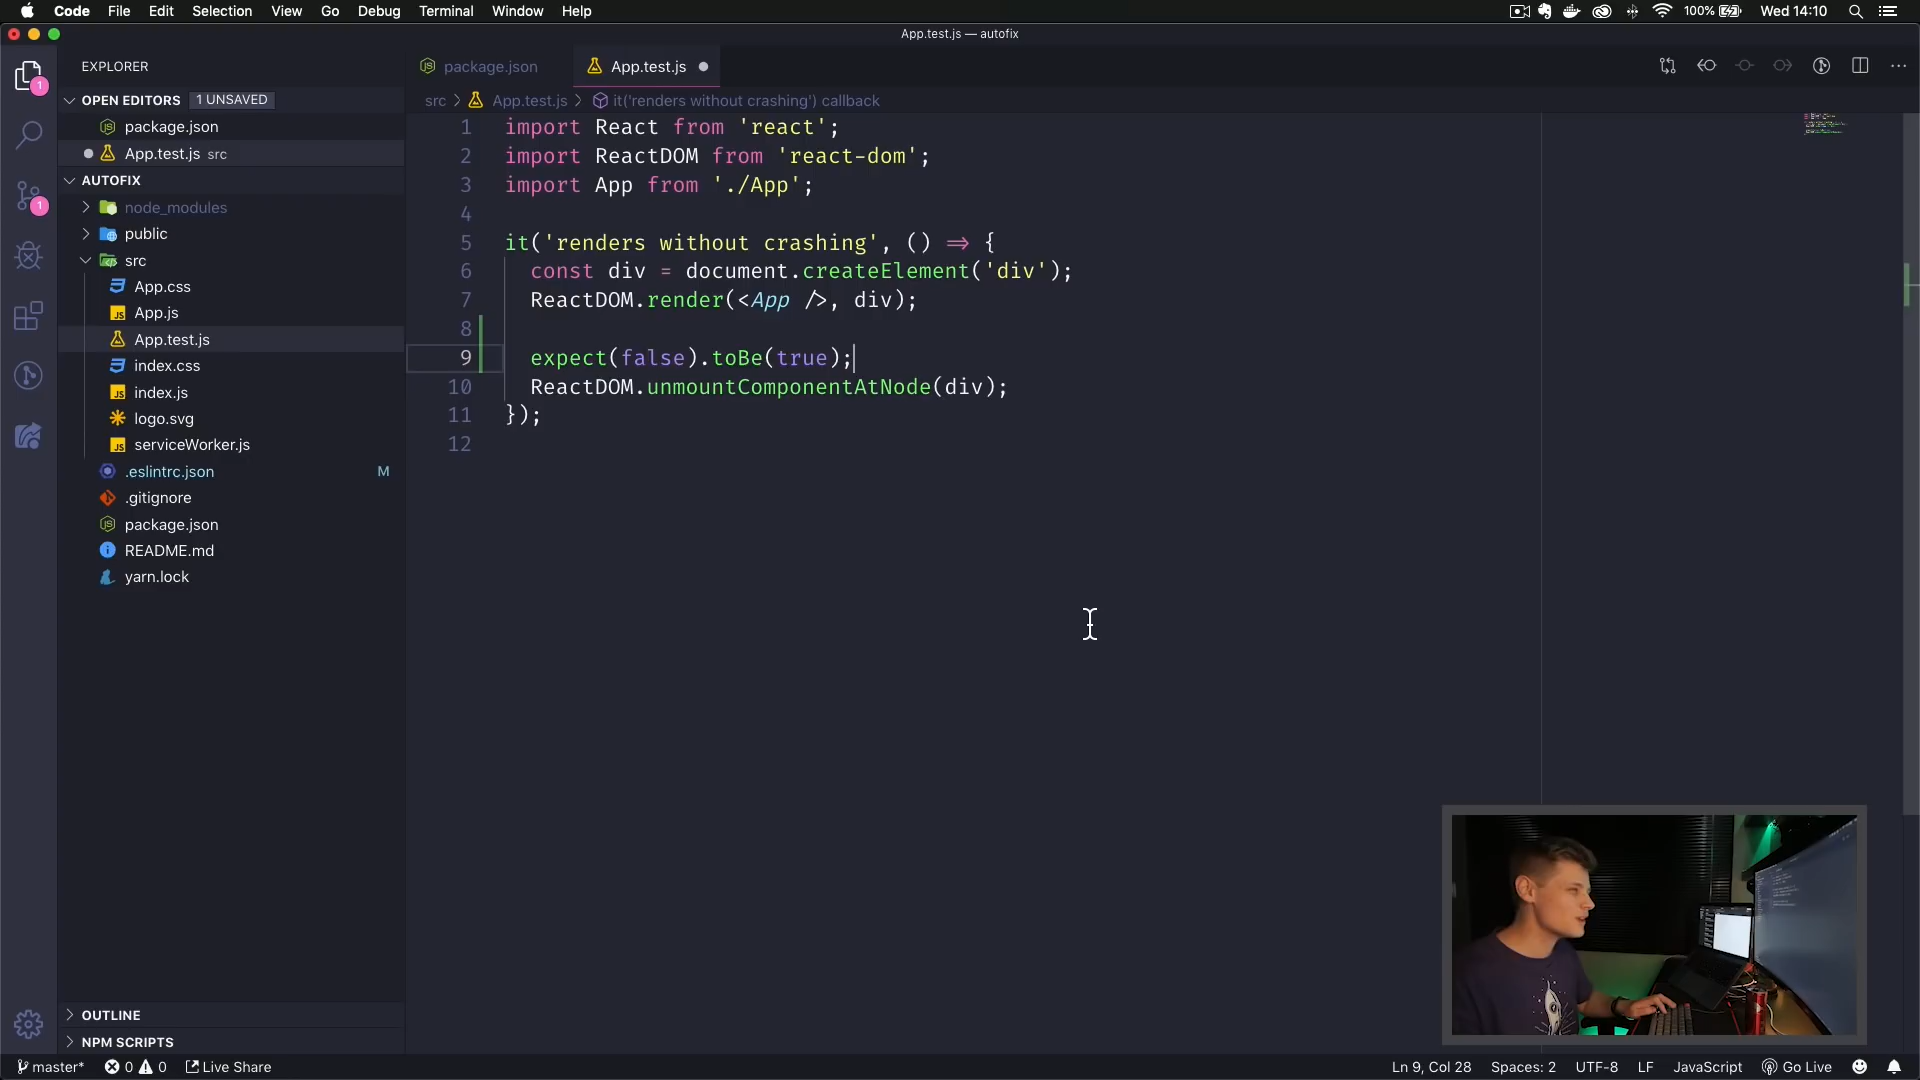 Code File Edit Selection View Go Debug Terminal Window Help 100% Wed 14:10
App.test.js — autofix
EXPLORER
OPEN EDITORS 1 UNSAVED
package.json
App.test.js src
AUTOFIX
node_modules
public
src
App.css
App.js
App.test.js
index.css
index.js
logo.svg
serviceWorker.js
.eslintrc.json M
.gitignore
package.json
README.md
yarn.lock
OUTLINE
NPM SCRIPTS
1
1
package.json App.test.js
src > App.test.js > it('renders without crashing') callback
1 import React from 'react';
2 import ReactDOM from 'react-dom';
3 import App from './App';
4
5 it('renders without crashing', () => {
6 const div = document.createElement('div');
7 ReactDOM.render(<App />, div);
8
9 expect(false).toBe(true);
10 ReactDOM.unmountComponentAtNode(div);
11 });
12
master* 0 0 Live Share Ln 9, Col 28 Spaces: 2 UTF-8 LF JavaScript Go Live